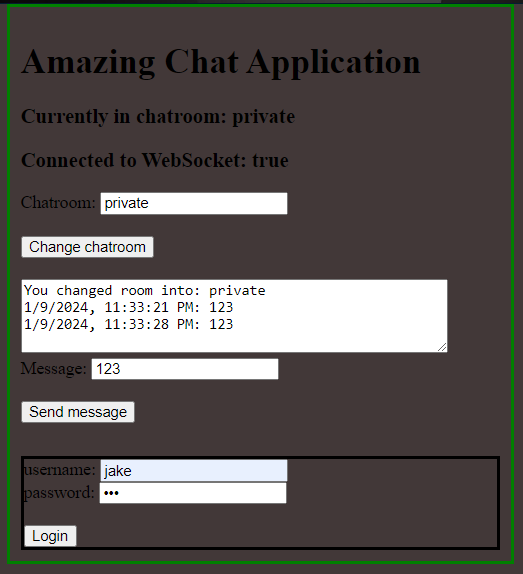 Amazing Chat Application
Currently in chatroom: private
Connected to WebSocket: true
Chatroom: private
Change chatroom
You changed room into: private
1/9/2024, 11:33:21 PM: 123
1/9/2024, 11:33:28 PM: 123
Message: 123
Send message
username: jake
password: •••
Login